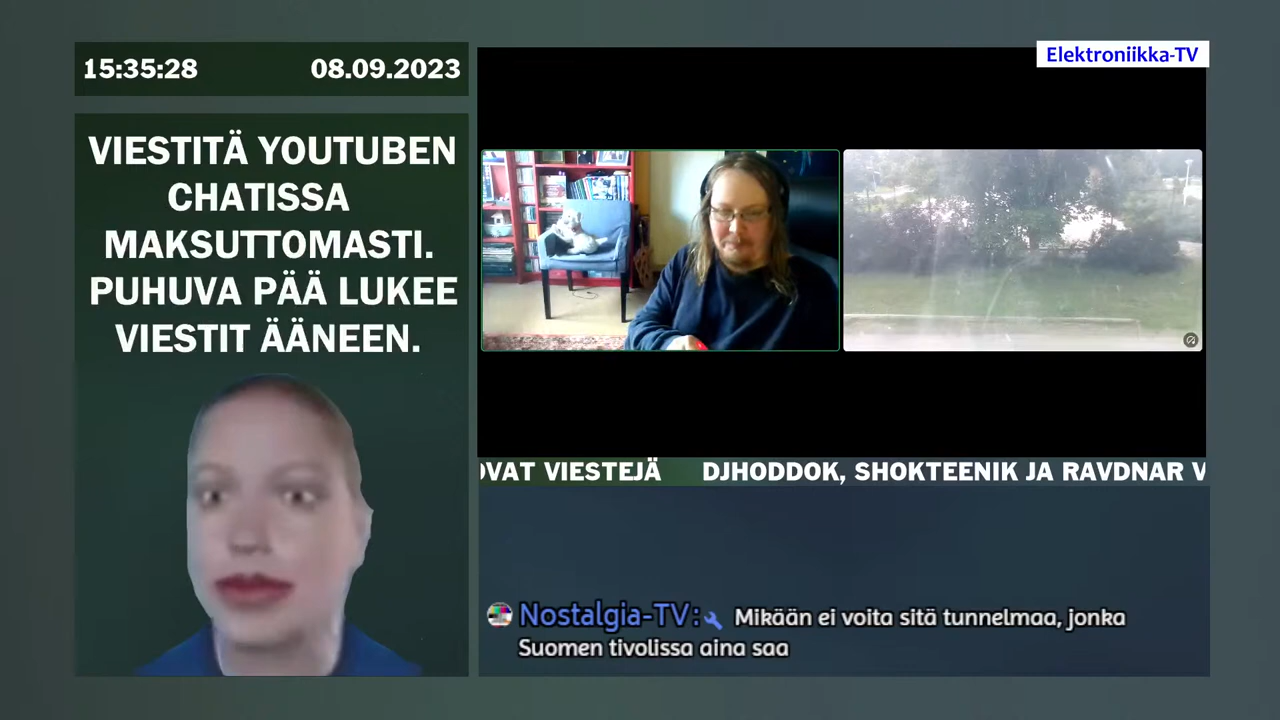 15:35:28
08.09.2023
Elektroniikka-TV
VIESTITÄ YOUTUBEN
CHATISSA
MAKSUTTOMASTI.
PUHUVA PÄÄ LUKEE
VIESTIT ÄÄNEEN.
OVAT VIESTEJÄ DJHODDOK, SHOKTEENIK JA RAVDNAR V
Nostalgia-TV: Mikään ei voita sitä tunnelmaa, jonka
Suomen tivolissa aina saa